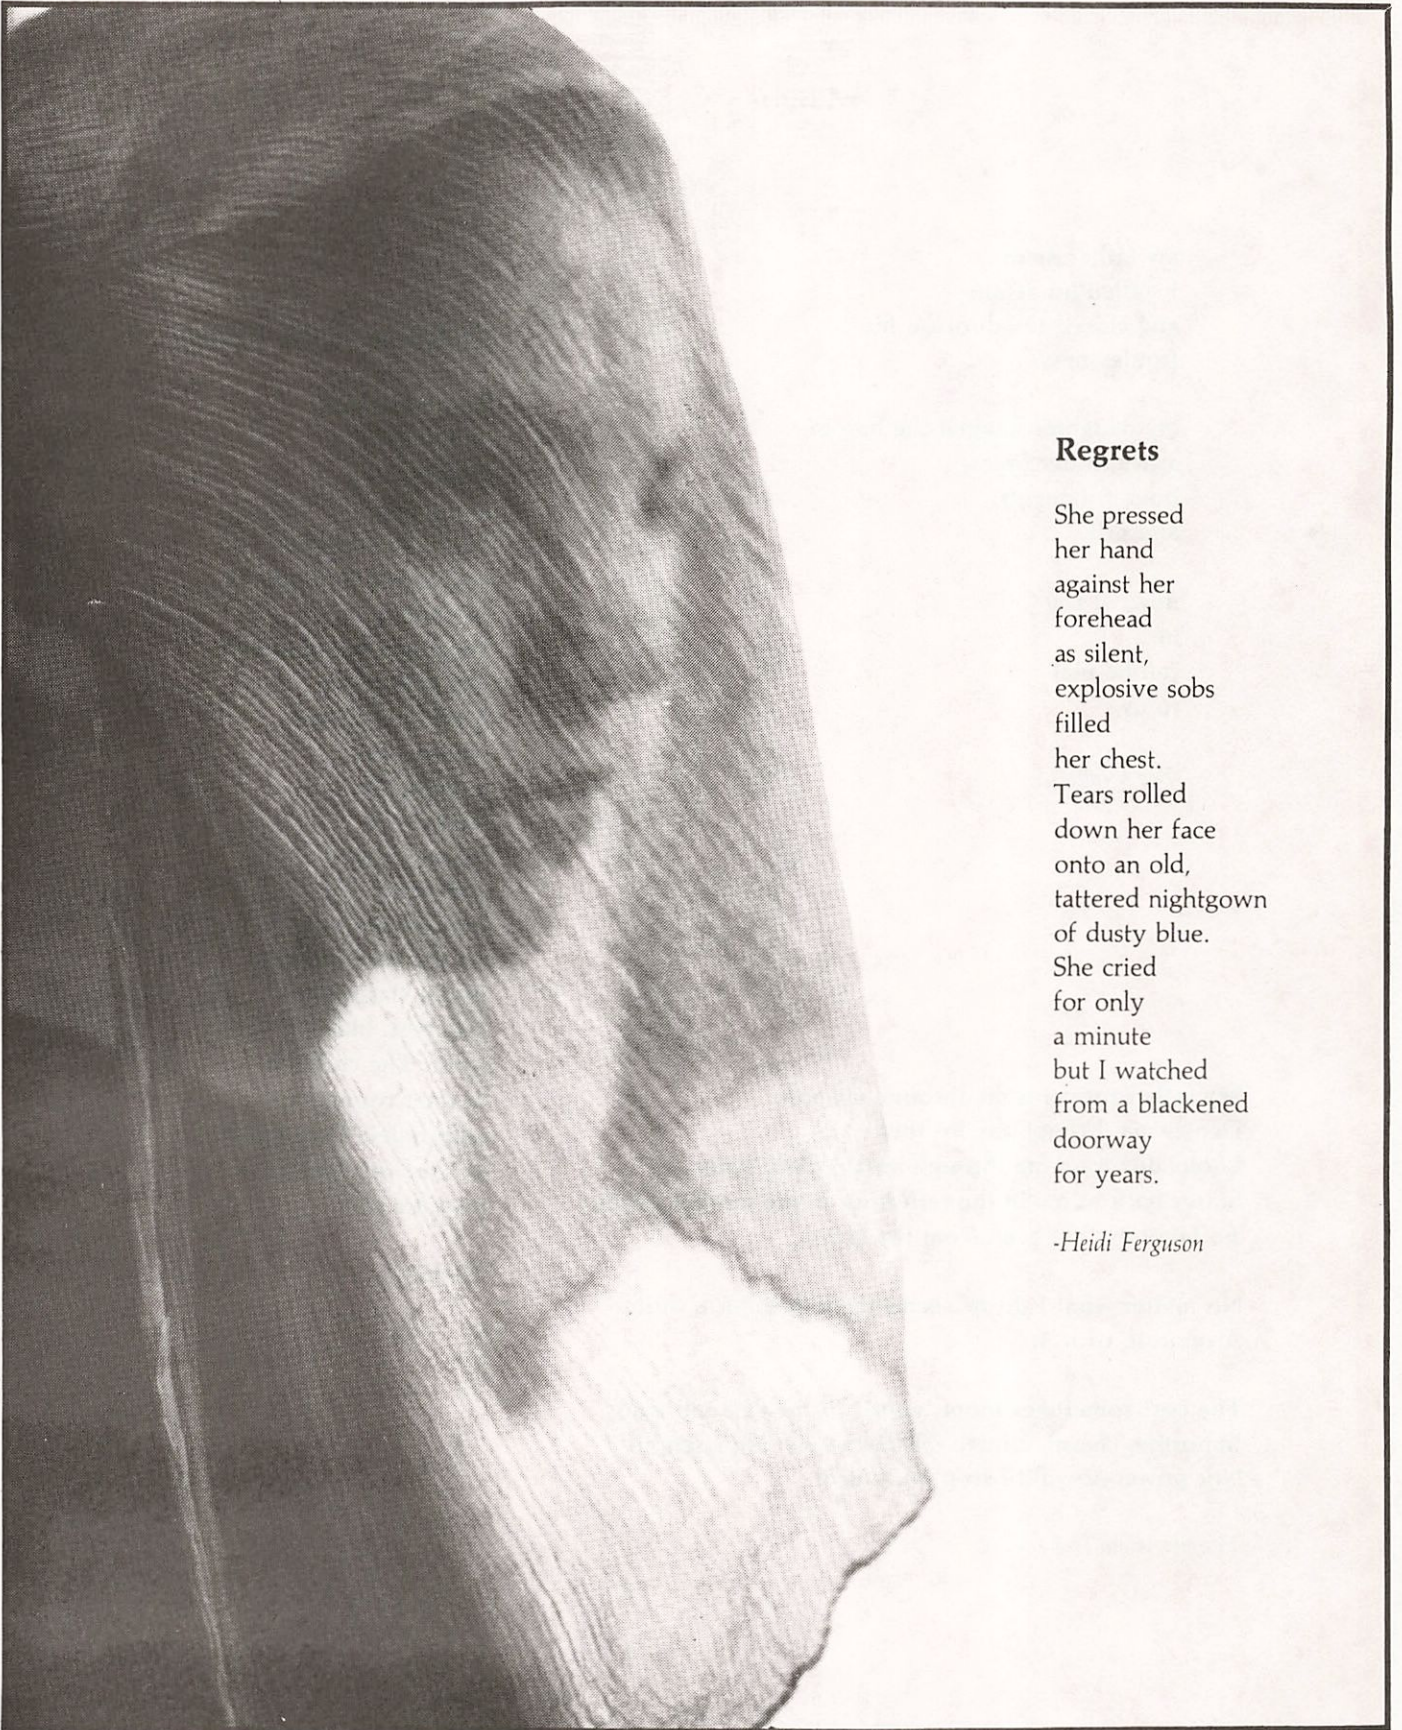 Regrets
She pressed
her hand
against her
forehead
as silent,
explosive sobs
filled
her chest.
Tears rolled
down her face
onto an old,
tattered nightgown
of dusty blue.
She cried
for only
a minute
but I watched
from a blackened
doorway
for years.
-Heidi Ferguson